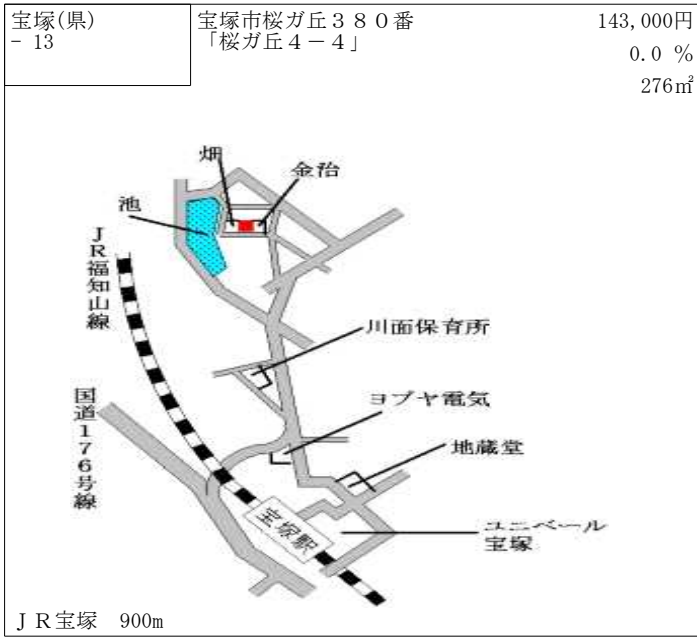 宝塚(県)
- 13
宝塚市桜ガ丘３８０番
「桜ガ丘４－４」
143,000円
0.0 %
276㎡
畑
金治
池
ＪＲ福知山線
川面保育所
国道１７６号線
ヨブヤ電気
地蔵堂
宝塚駅
ユニベール
宝塚
ＪＲ宝塚　900m